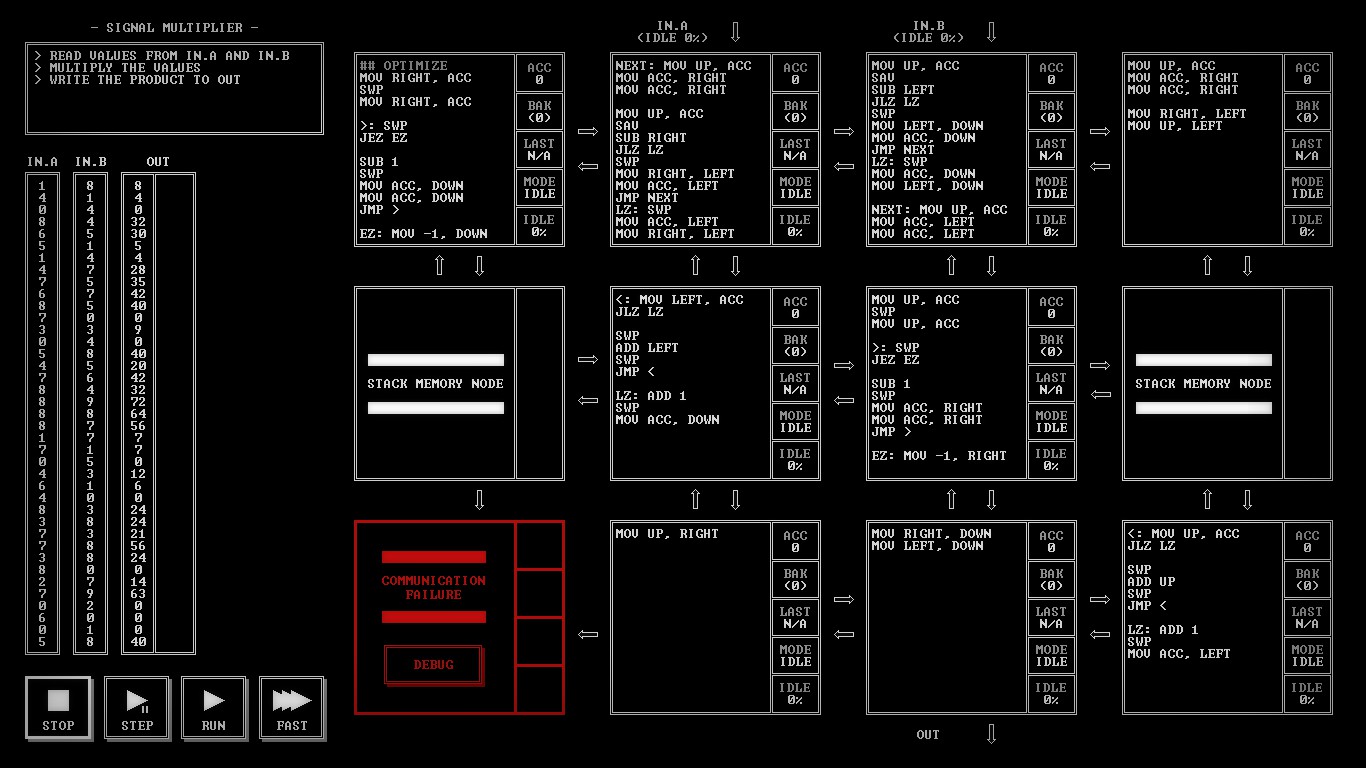 — SIGNAL MULTIPLIER —
> READ VALUES FROM IN.A AND IN.B
> MULTIPLY THE VALUES
> WRITE THE PRODUCT TO OUT
IN.A IN.B OUT
1 8 8
4 1 4
0 4 0
8 4 32
6 5 30
5 1 5
1 4 4
4 7 28
7 5 35
6 7 42
8 5 40
7 0 0
3 3 9
0 4 0
5 8 40
4 5 20
7 6 42
8 4 32
8 9 72
8 8 64
8 7 56
1 7 7
7 1 7
0 5 0
4 3 12
6 1 6
4 0 0
8 3 24
3 8 24
7 3 21
7 8 56
3 8 24
8 0 0
2 7 14
7 9 63
0 2 0
6 0 0
0 1 0
5 8 40
STOP
STEP
RUN
FAST
IN.A
(IDLE 0%)
IN.B
(IDLE 0%)
## OPTIMIZE
MOV RIGHT, ACC
SWP
MOV RIGHT, ACC
>: SWP
JEZ EZ
SUB 1
SWP
MOV ACC, DOWN
MOV ACC, DOWN
JMP >
EZ: MOV -1, DOWN
ACC
0
BAK
(0)
LAST
N/A
MODE
IDLE
IDLE
0%
NEXT: MOV UP, ACC
MOV ACC, RIGHT
MOV ACC, RIGHT
MOV UP, ACC
SAV
SUB RIGHT
JLZ LZ
SWP
MOV RIGHT, LEFT
MOV ACC, LEFT
JMP NEXT
LZ: SWP
MOV ACC, LEFT
MOV RIGHT, LEFT
ACC
0
BAK
(0)
LAST
N/A
MODE
IDLE
IDLE
0%
MOV UP, ACC
SAV
SUB LEFT
JLZ LZ
SWP
MOV LEFT, DOWN
MOV ACC, DOWN
JMP NEXT
LZ: SWP
MOV ACC, DOWN
MOV LEFT, DOWN
NEXT: MOV UP, ACC
MOV ACC, LEFT
MOV ACC, LEFT
ACC
0
BAK
(0)
LAST
N/A
MODE
IDLE
IDLE
0%
MOV UP, ACC
MOV ACC, RIGHT
MOV ACC, RIGHT
MOV RIGHT, LEFT
MOV UP, LEFT
ACC
0
BAK
(0)
LAST
N/A
MODE
IDLE
IDLE
0%
STACK MEMORY NODE
<: MOV LEFT, ACC
JLZ LZ
SWP
ADD LEFT
SWP
JMP <
LZ: ADD 1
SWP
MOV ACC, DOWN
ACC
0
BAK
(0)
LAST
N/A
MODE
IDLE
IDLE
0%
MOV UP, ACC
SWP
MOV UP, ACC
>: SWP
JEZ EZ
SUB 1
SWP
MOV ACC, RIGHT
MOV ACC, RIGHT
JMP >
EZ: MOV -1, RIGHT
ACC
0
BAK
(0)
LAST
N/A
MODE
IDLE
IDLE
0%
STACK MEMORY NODE
COMMUNICATION
FAILURE
DEBUG
MOV UP, RIGHT
ACC
0
BAK
(0)
LAST
N/A
MODE
IDLE
IDLE
0%
MOV RIGHT, DOWN
MOV LEFT, DOWN
ACC
0
BAK
(0)
LAST
N/A
MODE
IDLE
IDLE
0%
<: MOV UP, ACC
JLZ LZ
SWP
ADD UP
SWP
JMP <
LZ: ADD 1
SWP
MOV ACC, LEFT
ACC
0
BAK
(0)
LAST
N/A
MODE
IDLE
IDLE
0%
OUT